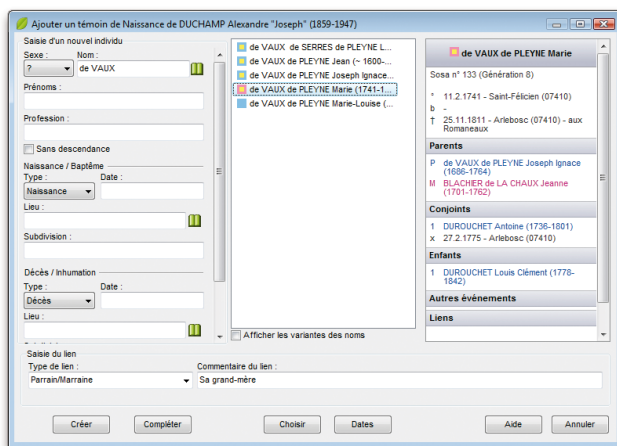 Ajouter un témoin de Naissance de DUCHAMP Alexandre "Joseph" (1859-1947)
Saisie d'un nouvel individu
Sexe : Nom :
? de VAUX
Prénoms :
Profession :
Sans descendance
Naissance / Baptême
Type : Date :
Naissance
Lieu :
Subdivision :
Décès / Inhumation
Type : Date :
Décès
Lieu :
de VAUX de SERRES de PLEYNE L...
de VAUX de PLEYNE Jean (~ 1600-...
de VAUX de PLEYNE Joseph Ignace...
de VAUX de PLEYNE Marie (1741-1...
de VAUX de PLEYNE Marie-Louise (...
Afficher les variantes des noms
de VAUX de PLEYNE Marie
Sosa n° 133 (Génération 8)
° 11.2.1741 - Saint-Félicien (07410)
b -
† 25.11.1811 - Arlebosc (07410) - aux
Romaneaux
Parents
P de VAUX de PLEYNE Joseph Ignace
(1686-1764)
M BLACHIER de LA CHAUX Jeanne
(1701-1762)
Conjoints
1 DUROUCHET Antoine (1736-1801)
x 27.2.1775 - Arlebosc (07410)
Enfants
1 DUROUCHET Louis Clément (1778-
1842)
Autres événements
Liens
Saisie du lien
Type de lien : Commentaire du lien :
Parrain/Marraine Sa grand-mère
Créer Compléter Choisir Dates Aide Annuler